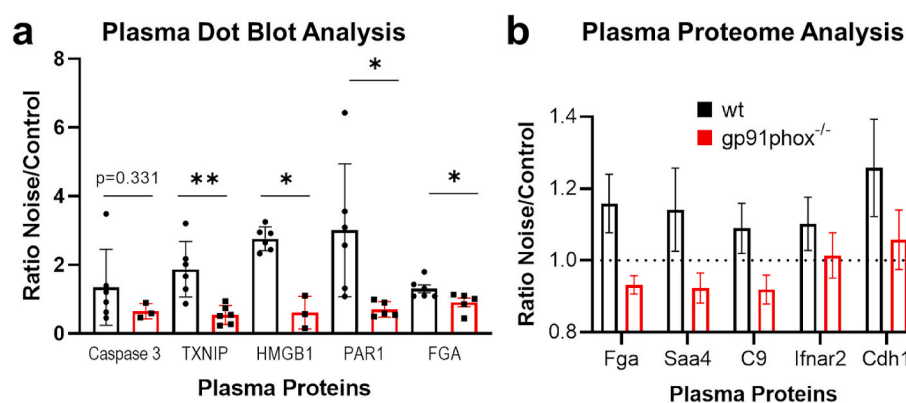 a Plasma Dot Blot Analysis
Ratio Noise/Control
8
6
4
2
0
p=0.331
**
*
*
*
Caspase 3 TXNIP HMGB1 PAR1 FGA
Plasma Proteins
b Plasma Proteome Analysis
Ratio Noise/Control
1.4
1.2
1.0
0.8
wt
gp91phox-/-
Fga Saa4 C9 Ifnar2 Cdh1
Plasma Proteins